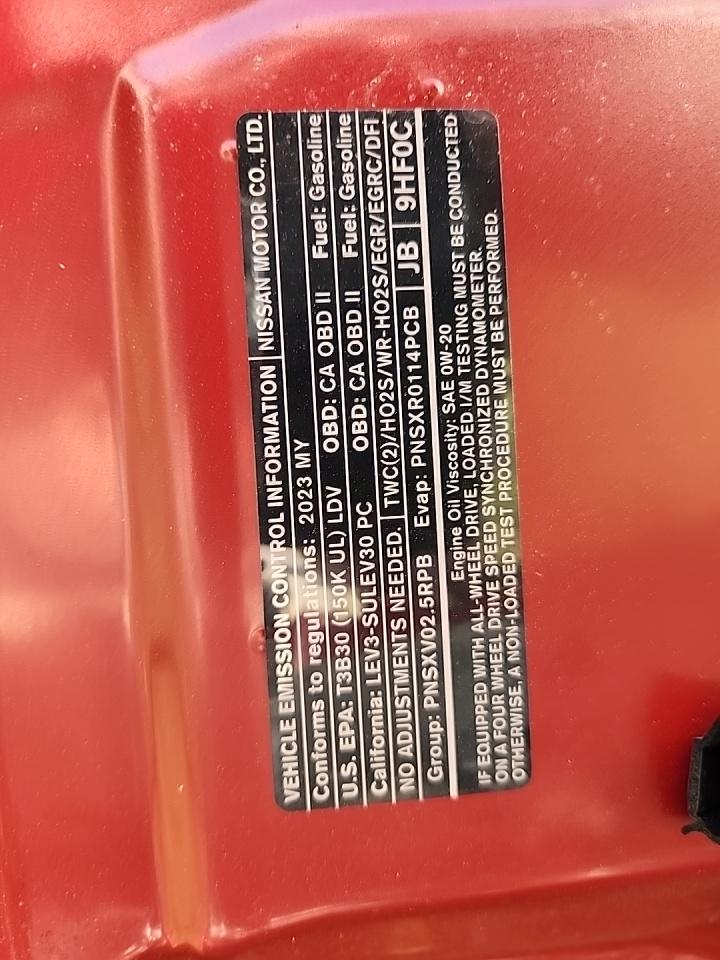 VEHICLE EMISSION CONTROL INFORMATION NISSAN MOTOR CO., LTD.
Conforms to regulations: 2023 MY
U.S. EPA: T3B30 (150K UL) LDV OBD: CA OBD II Fuel: Gasoline
California: LEV3-SULEV30 PC OBD: CA OBD II Fuel: Gasoline
NO ADJUSTMENTS NEEDED. TWC(2)/HO2S/WR-HO2S/EGR/EGRC/DFI
Group: PNSXV02.5RPB Evap: PNSXR0114PCB JB 9HF0C
Engine Oil Viscosity: SAE 0W-20
IF EQUIPPED WITH ALL-WHEEL DRIVE, LOADED I/M TESTING MUST BE CONDUCTED
ON A FOUR WHEEL DRIVE SPEED SYNCHRONIZED DYNAMOMETER.
OTHERWISE, A NON-LOADED TEST PROCEDURE MUST BE PERFORMED.